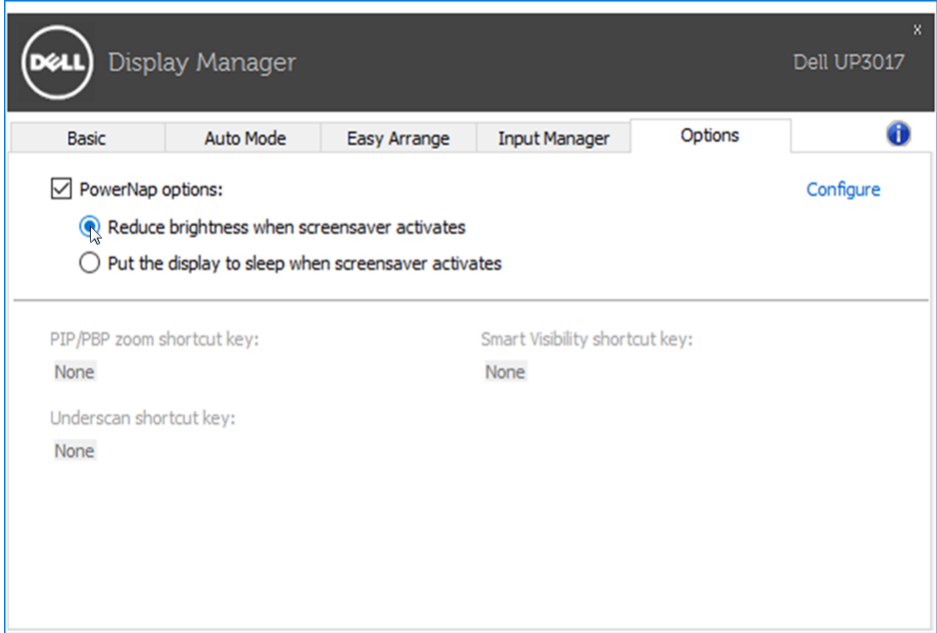 x
DELL Display Manager Dell UP3017
Basic Auto Mode Easy Arrange Input Manager Options i
PowerNap options: Configure
Reduce brightness when screensaver activates
Put the display to sleep when screensaver activates
PIP/PBP zoom shortcut key: Smart Visibility shortcut key:
None None
Underscan shortcut key:
None